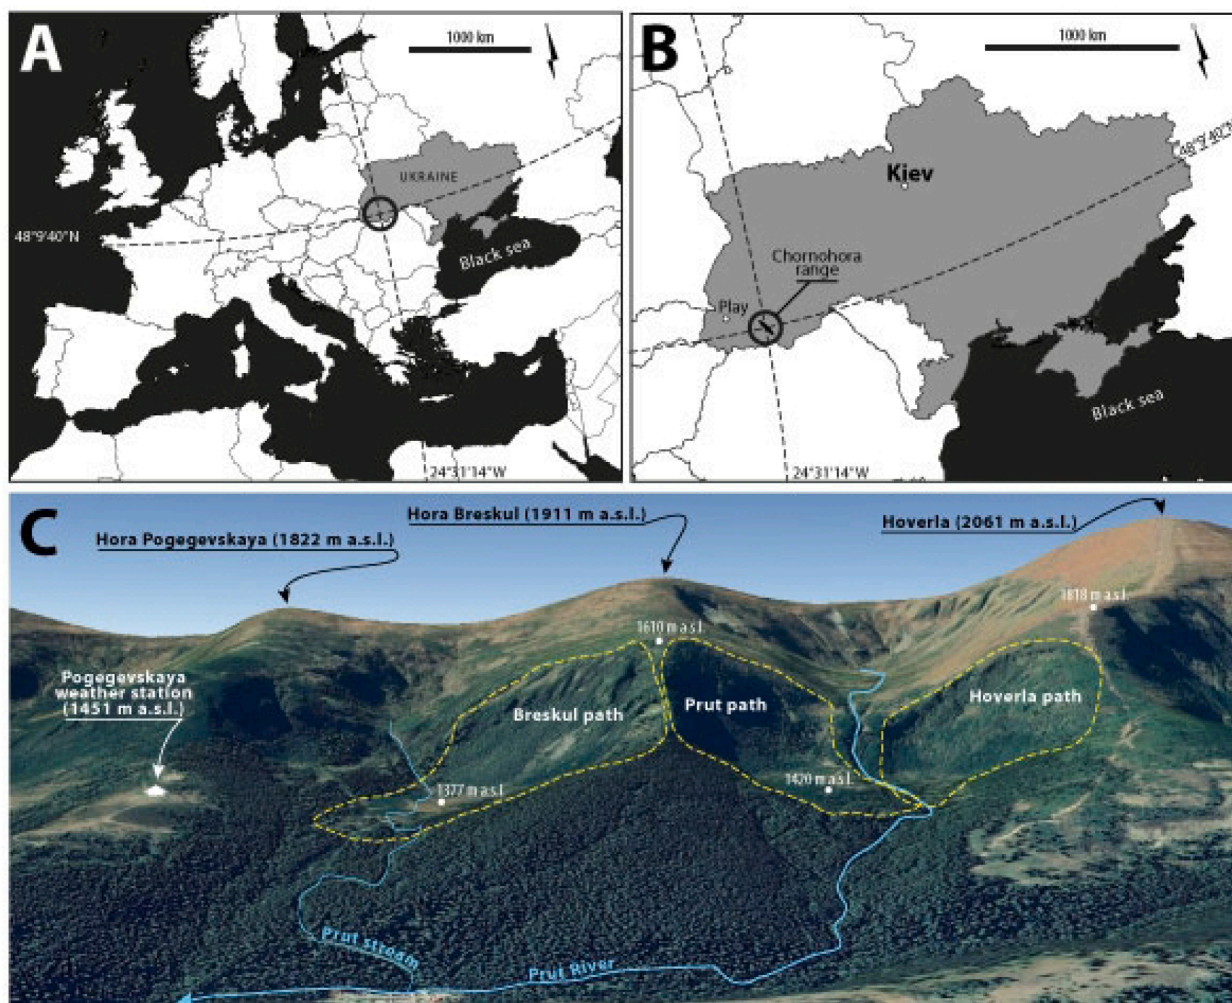 A
1000 km
UKRAINE
48°9'40"N
Black sea
24°31'14"W
B
1000 km
Kiev
Chornohora
range
Play
Black sea
24°31'14"W
C
Hora Pogegevskaya (1822 m a.s.l.)
Hora Breskul (1911 m a.s.l.)
Hoverla (2061 m a.s.l.)
1818 m a.s.l.
1610 m a.s.l.
Pogegevskaya
weather station
(1451 m a.s.l.)
Breskul path
Prut path
Hoverla path
1377 m a.s.l.
1420 m a.s.l.
Prut stream
Prut River